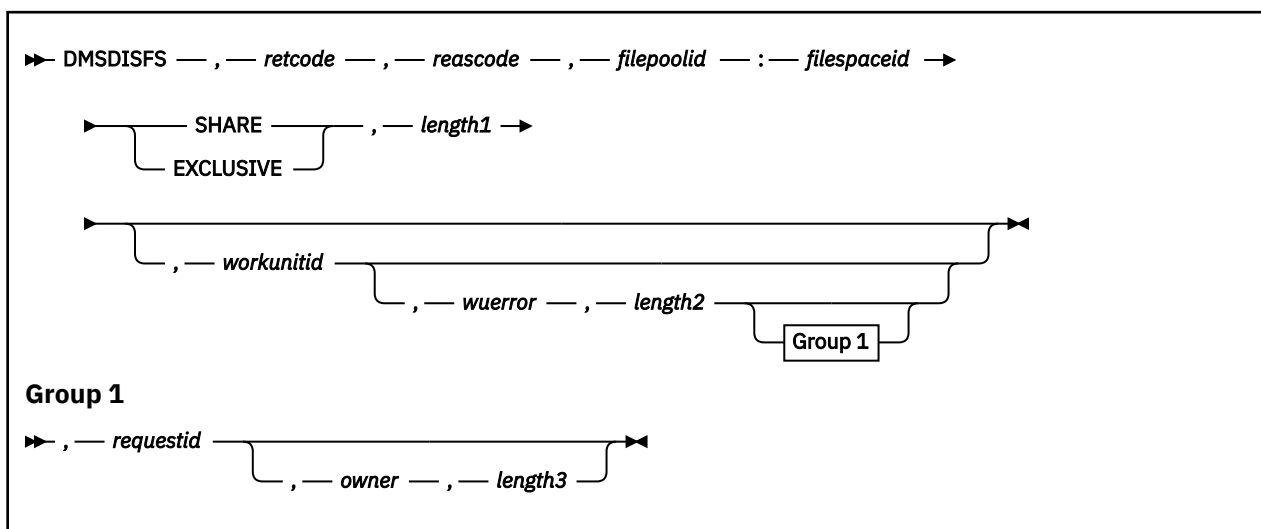 DMSDISFS , retcode , reascode , filepoolid : filespaceid
SHARE , length1
EXCLUSIVE
, workunitid
, wuerror , length2
Group 1
Group 1
, requestid
, owner , length3